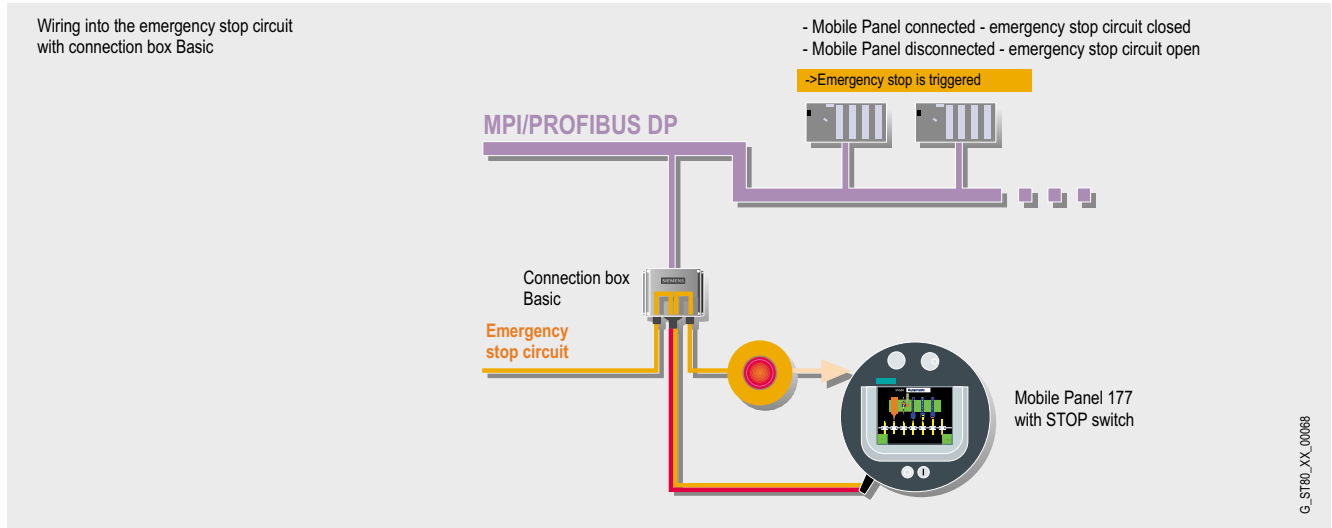 Wiring into the emergency stop circuit
with connection box Basic
- Mobile Panel connected - emergency stop circuit closed
- Mobile Panel disconnected - emergency stop circuit open
->Emergency stop is triggered
MPI/PROFIBUS DP
Connection box
Basic
SIEMENS
Emergency
stop circuit
Mobile Panel 177
with STOP switch
G_ST80_XX_00068